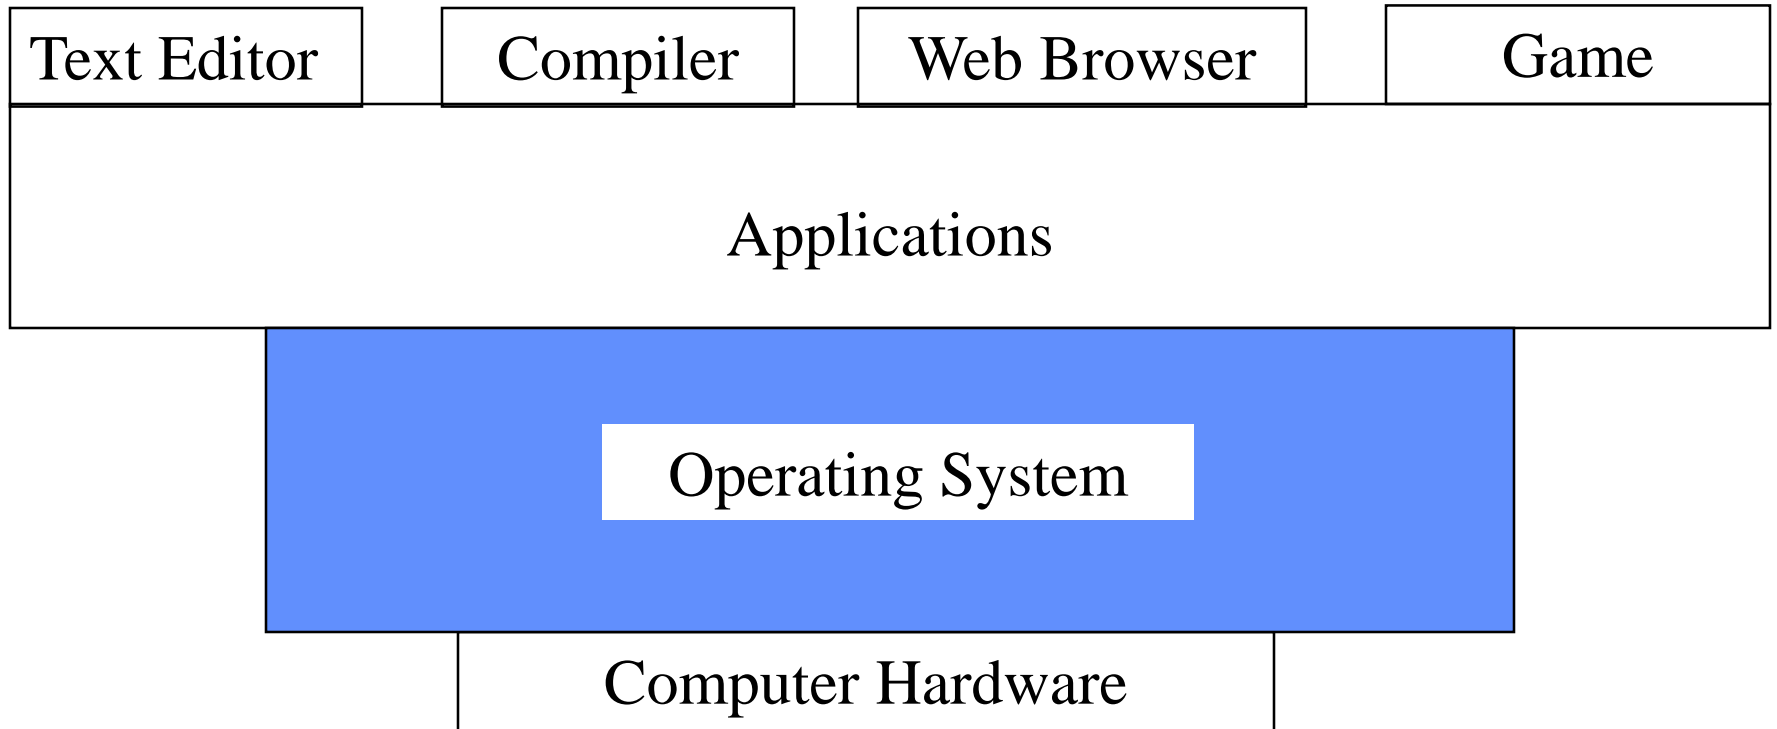 Text Editor
Compiler
Web Browser
Game
Applications
Operating System
Computer Hardware